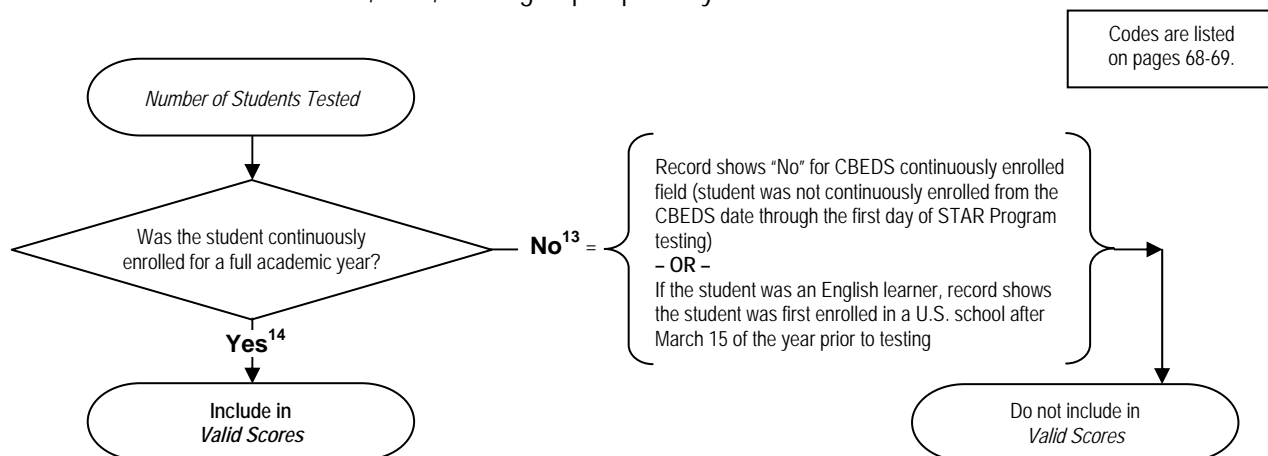 Codes are listed
on pages 68-69.
Number of Students Tested
Was the student continuously
enrolled for a full academic year?
No13 =
Record shows “No” for CBEDS continuously enrolled
field (student was not continuously enrolled from the
CBEDS date through the first day of STAR Program
testing)
– OR –
If the student was an English learner, record shows
the student was first enrolled in a U.S. school after
March 15 of the year prior to testing
Yes14
Include in
Valid Scores
Do not include in
Valid Scores